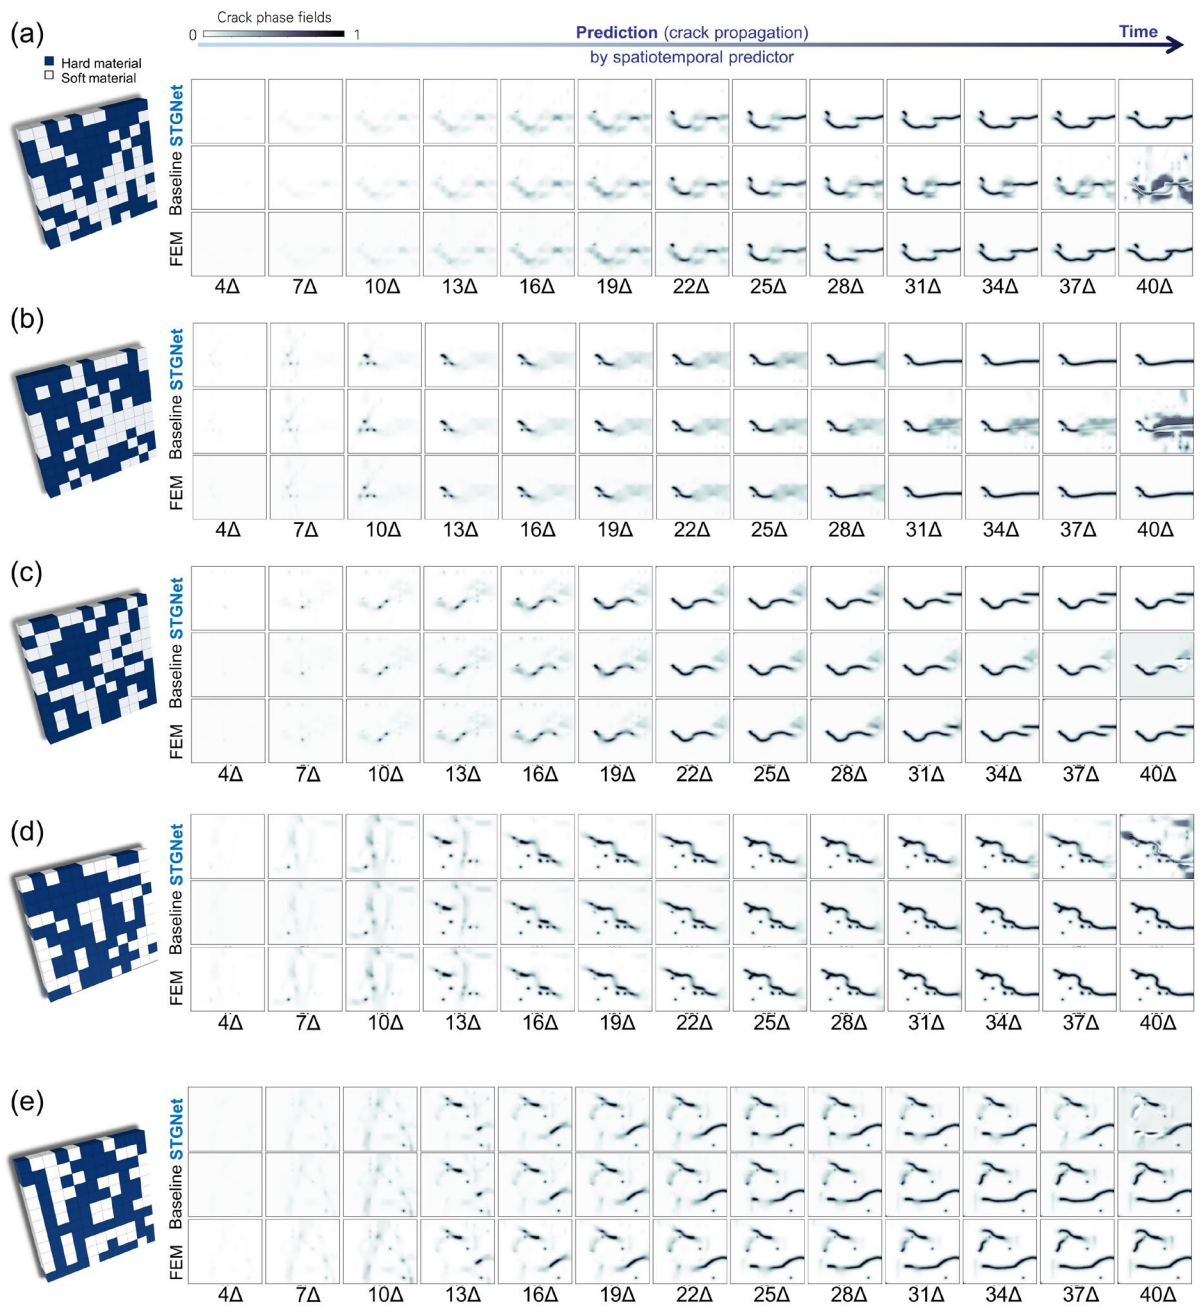 (a)
Crack phase fields
0 1
Prediction (crack propagation)
by spatiotemporal predictor
Time
Hard material
Soft material
STGNet
Baseline
FEM
4Δ 7Δ 10Δ 13Δ 16Δ 19Δ 22Δ 25Δ 28Δ 31Δ 34Δ 37Δ 40Δ
(b)
STGNet
Baseline
FEM
4Δ 7Δ 10Δ 13Δ 16Δ 19Δ 22Δ 25Δ 28Δ 31Δ 34Δ 37Δ 40Δ
(c)
STGNet
Baseline
FEM
4Δ 7Δ 10Δ 13Δ 16Δ 19Δ 22Δ 25Δ 28Δ 31Δ 34Δ 37Δ 40Δ
(d)
STGNet
Baseline
FEM
4Δ 7Δ 10Δ 13Δ 16Δ 19Δ 22Δ 25Δ 28Δ 31Δ 34Δ 37Δ 40Δ
(e)
STGNet
Baseline
FEM
4Δ 7Δ 10Δ 13Δ 16Δ 19Δ 22Δ 25Δ 28Δ 31Δ 34Δ 37Δ 40Δ